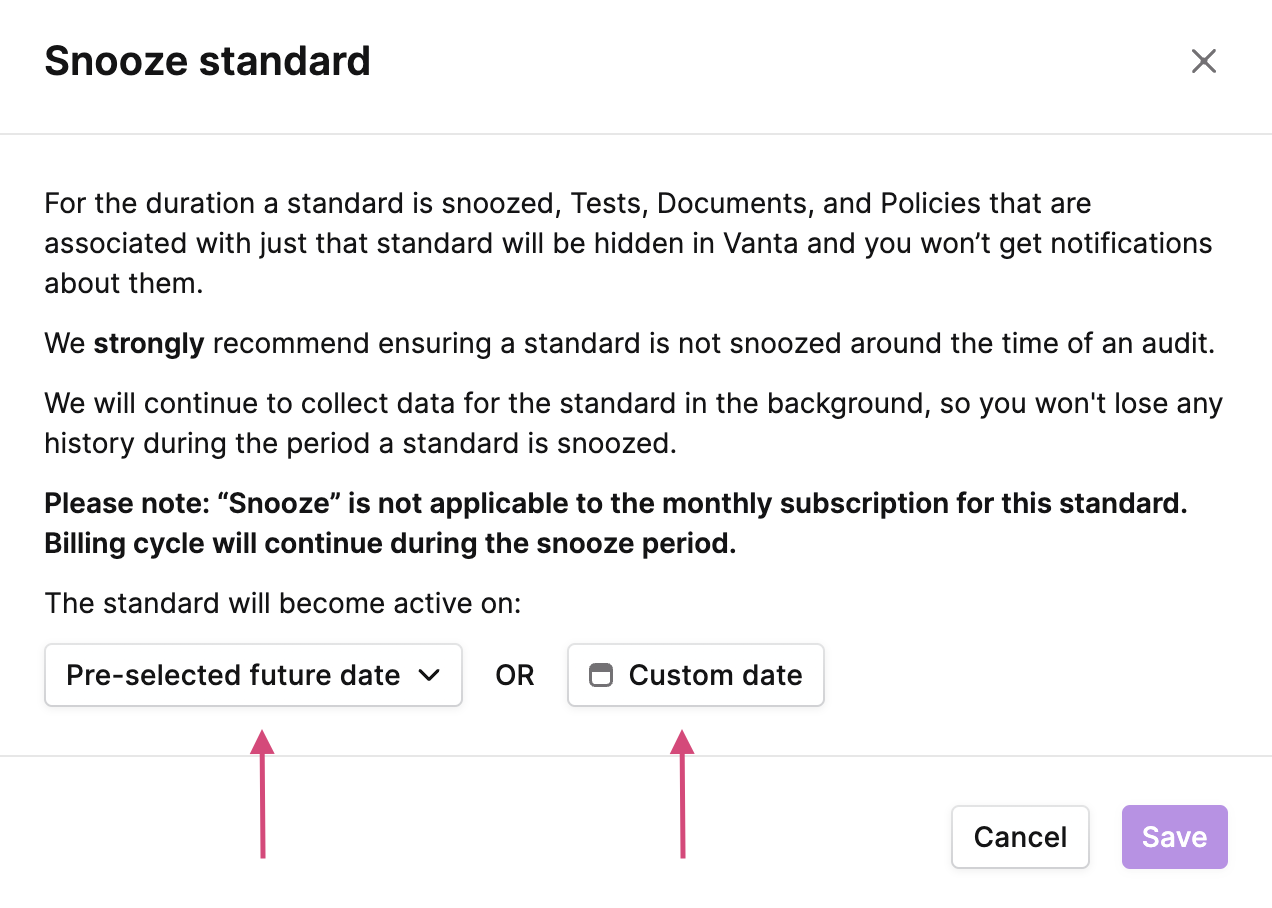 Snooze standard
For the duration a standard is snoozed, Tests, Documents, and Policies that are
associated with just that standard will be hidden in Vanta and you won’t get notifications
about them.
We strongly recommend ensuring a standard is not snoozed around the time of an audit.
We will continue to collect data for the standard in the background, so you won't lose any
history during the period a standard is snoozed.
Please note: “Snooze” is not applicable to the monthly subscription for this standard.
Billing cycle will continue during the snooze period.
The standard will become active on:
Pre-selected future date OR Custom date
Cancel Save